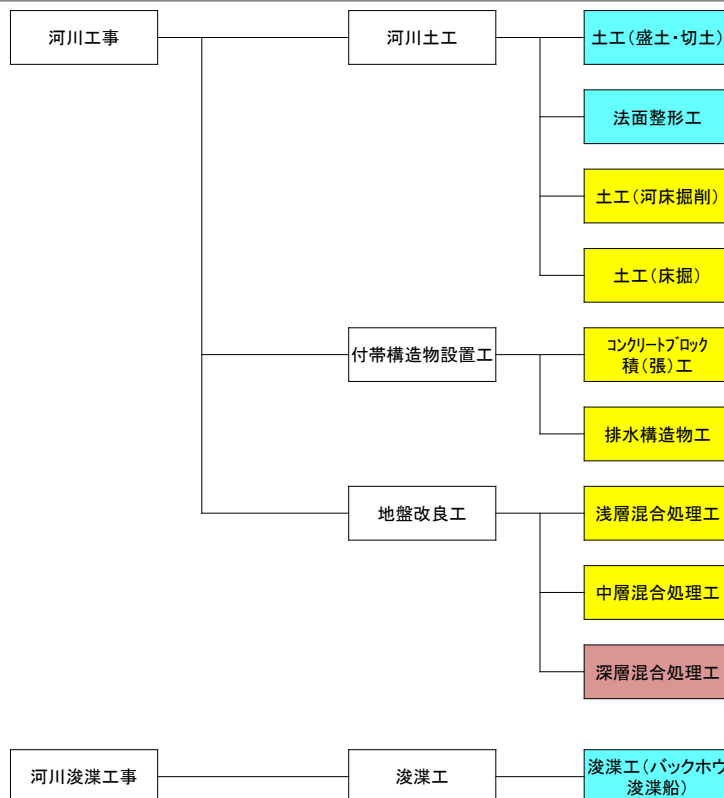 河川工事
河川土工
土工（盛土・切土）
法面整形工
土工（河床掘削）
土工（床掘）
付帯構造物設置工
ｺﾝｸﾘｰﾄﾌﾞﾛｯｸ
積（張）工
排水構造物工
地盤改良工
浅層混合処理工
中層混合処理工
深層混合処理工
河川浚渫工事
浚渫工
浚渫工（バックホウ
浚渫船）